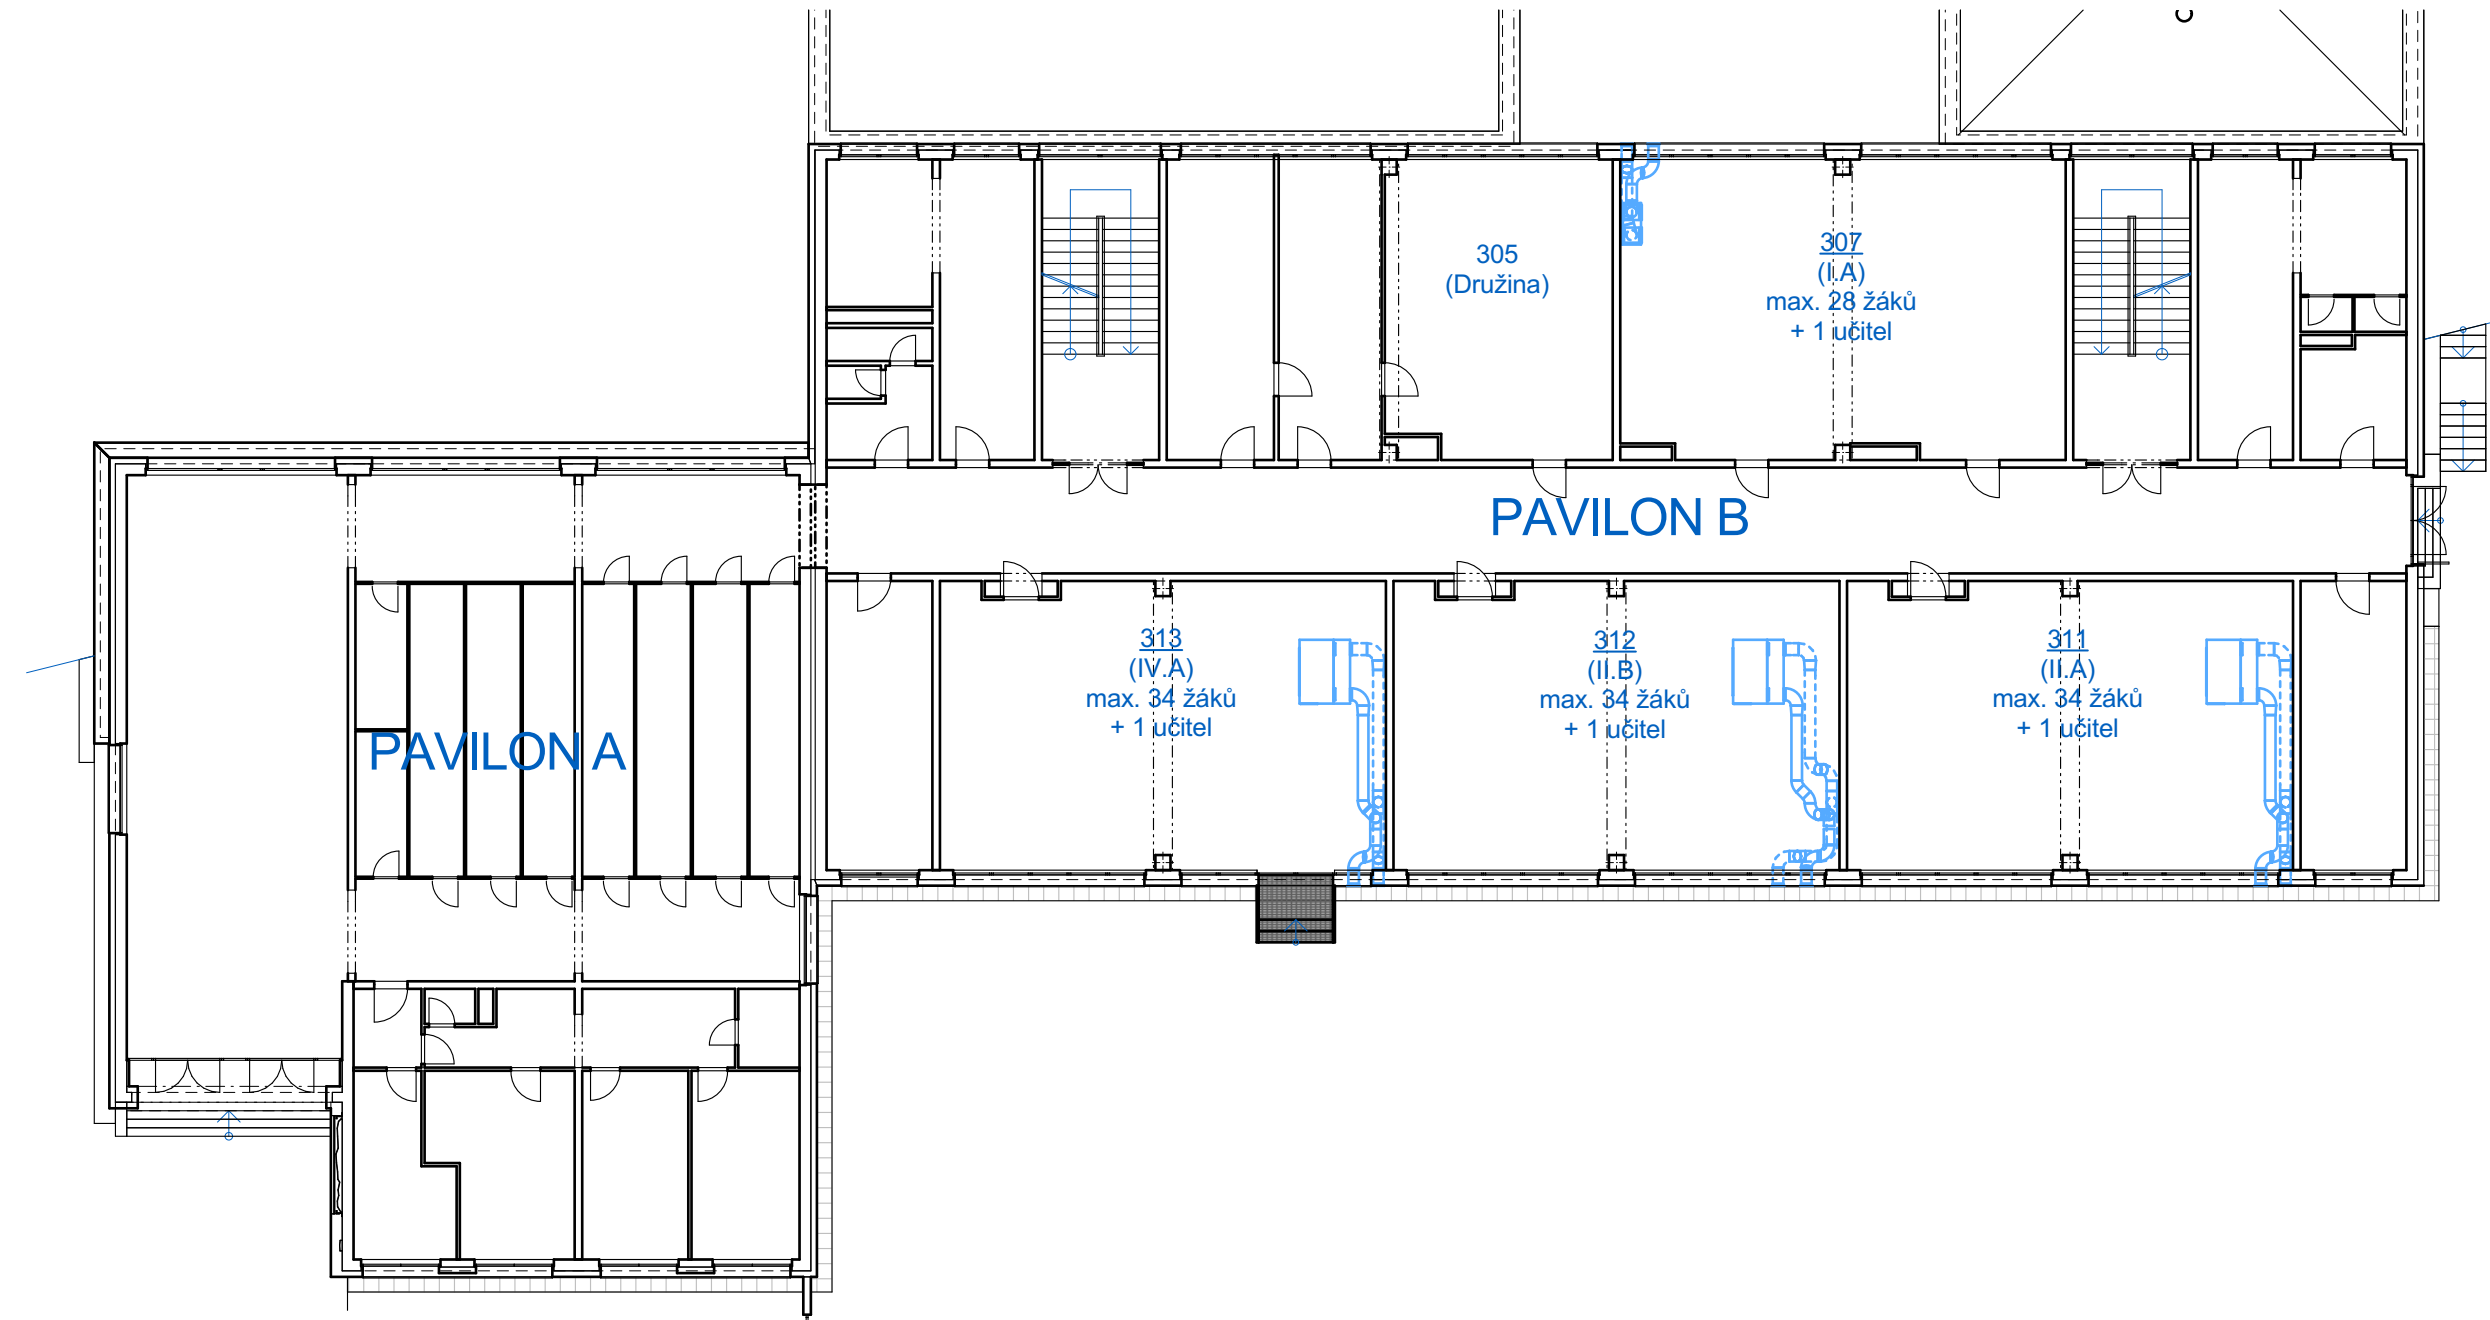 305
(Družina)
307
(I.A)
max. 28 žáků
+ 1 učitel
PAVILON B
313
(IV.A)
max. 34 žáků
+ 1 učitel
312
(II.B)
max. 34 žáků
+ 1 učitel
311
(II.A)
max. 34 žáků
+ 1 učitel
PAVILON A